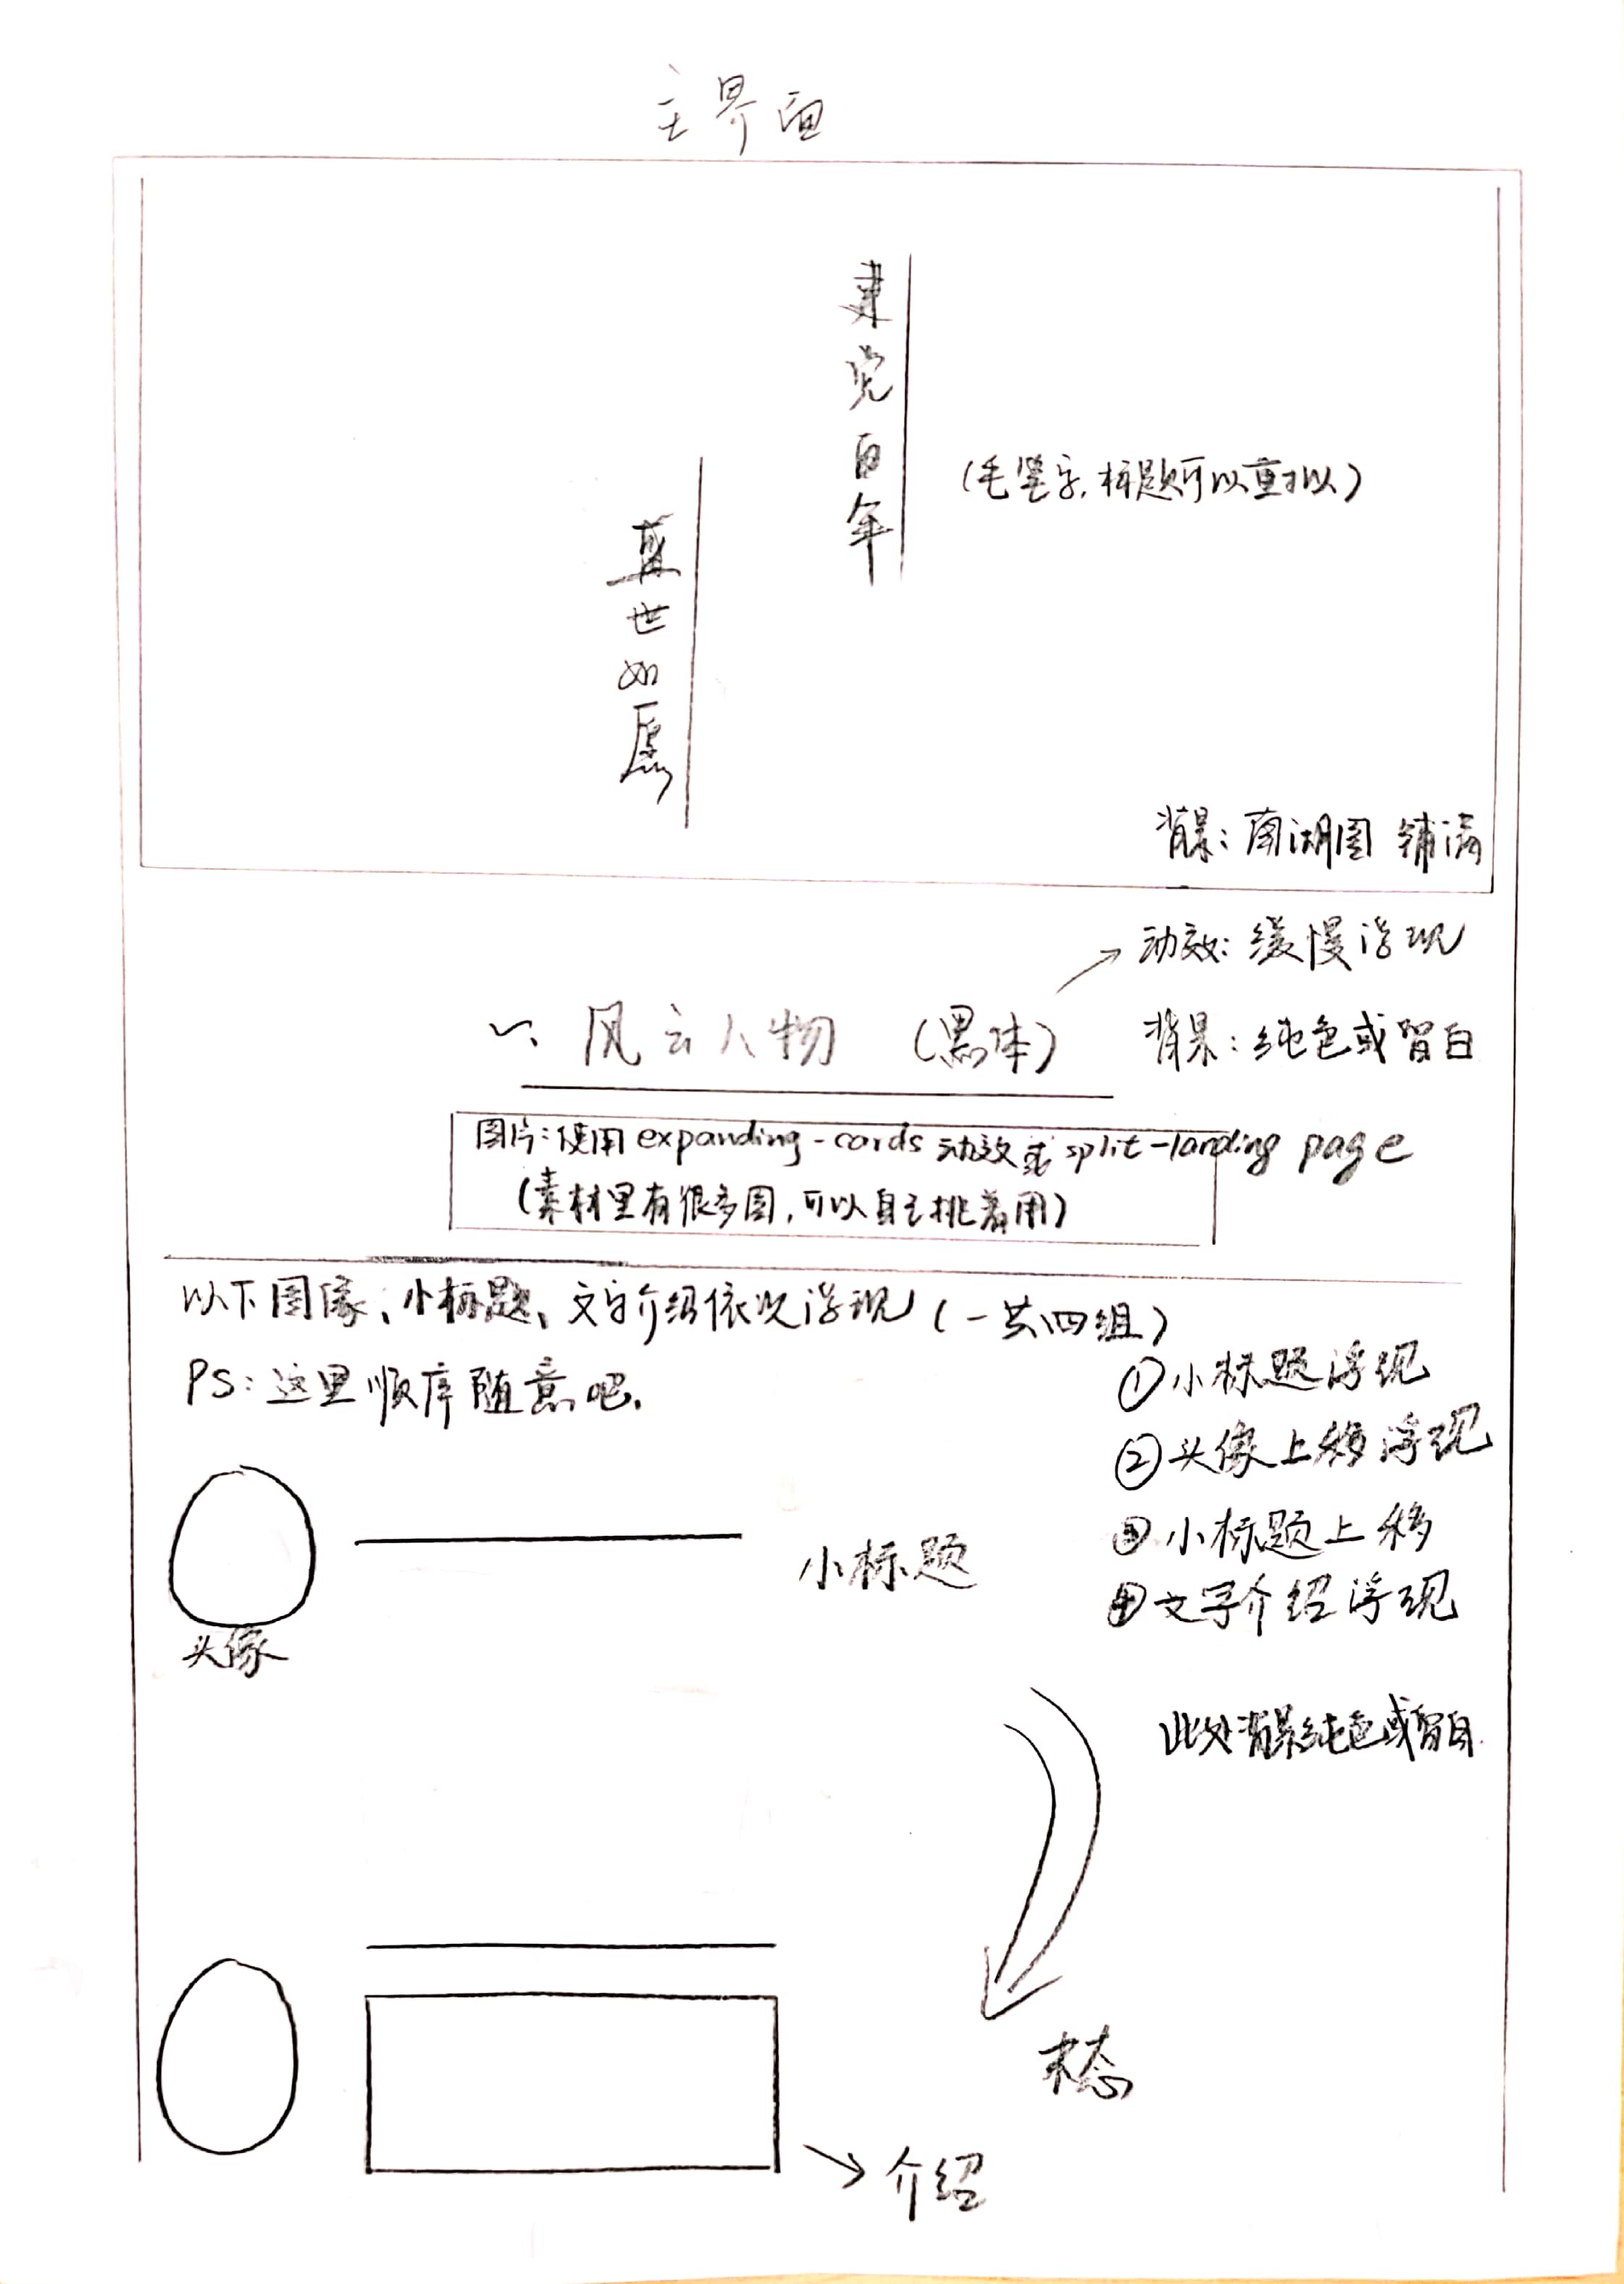 主界面
建党百年
(毛笔字,标题可以重拟)
盛世如愿
背景:南湖图 铺满
动效:缓慢浮现
一、风云人物 (黑体)
背景:纯色或留白
图片:使用expanding-cards动效或split-landing page
(素材里有很多图,可以自主挑着用)
以下图像、小标题、文字介绍依次浮现(一共四组)
PS:这里顺序随意吧.
①小标题浮现
②头像上移浮现
③小标题上移
④文字介绍浮现
小标题
头像
此处背景纯色或留白.
末态
介绍